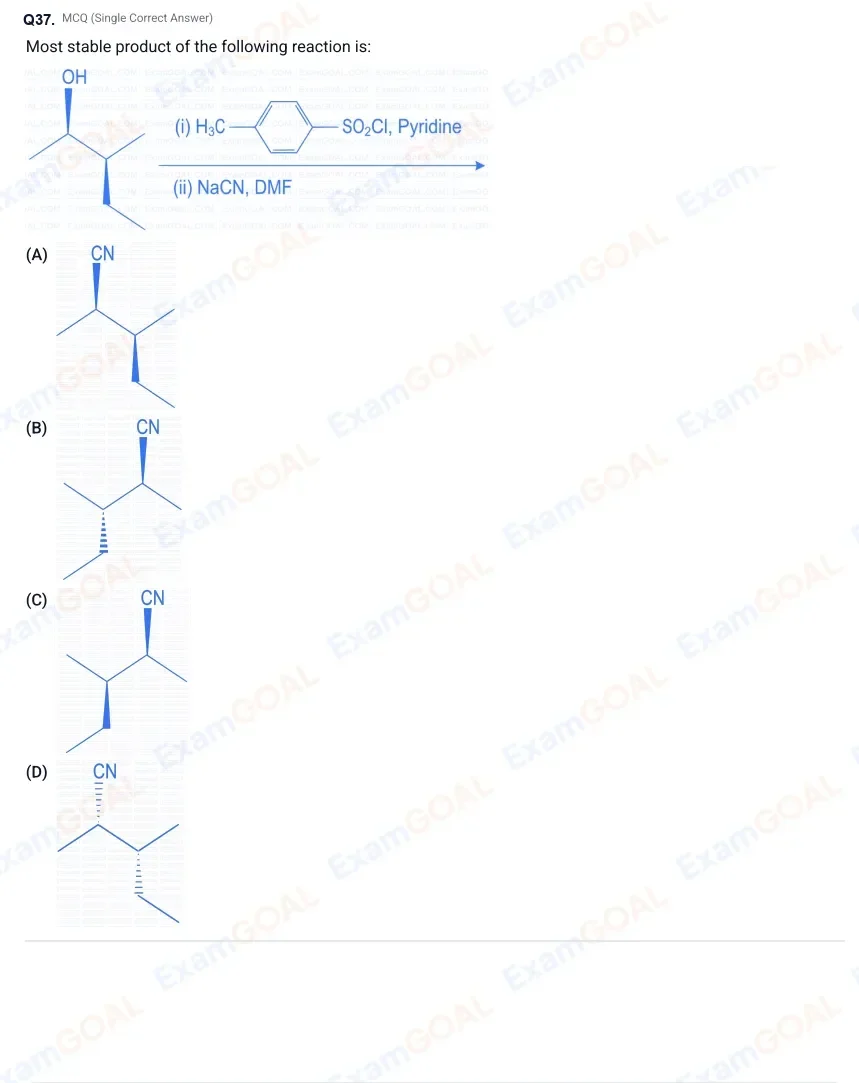 Q37. MCQ (Single Correct Answer)
Most stable product of the following reaction is:
OH
(i) H₃C SO₂Cl, Pyridine
(ii) NaCN, DMF
(A)
CN
(B)
CN
(C)
CN
(D)
CN
ExamGOAL